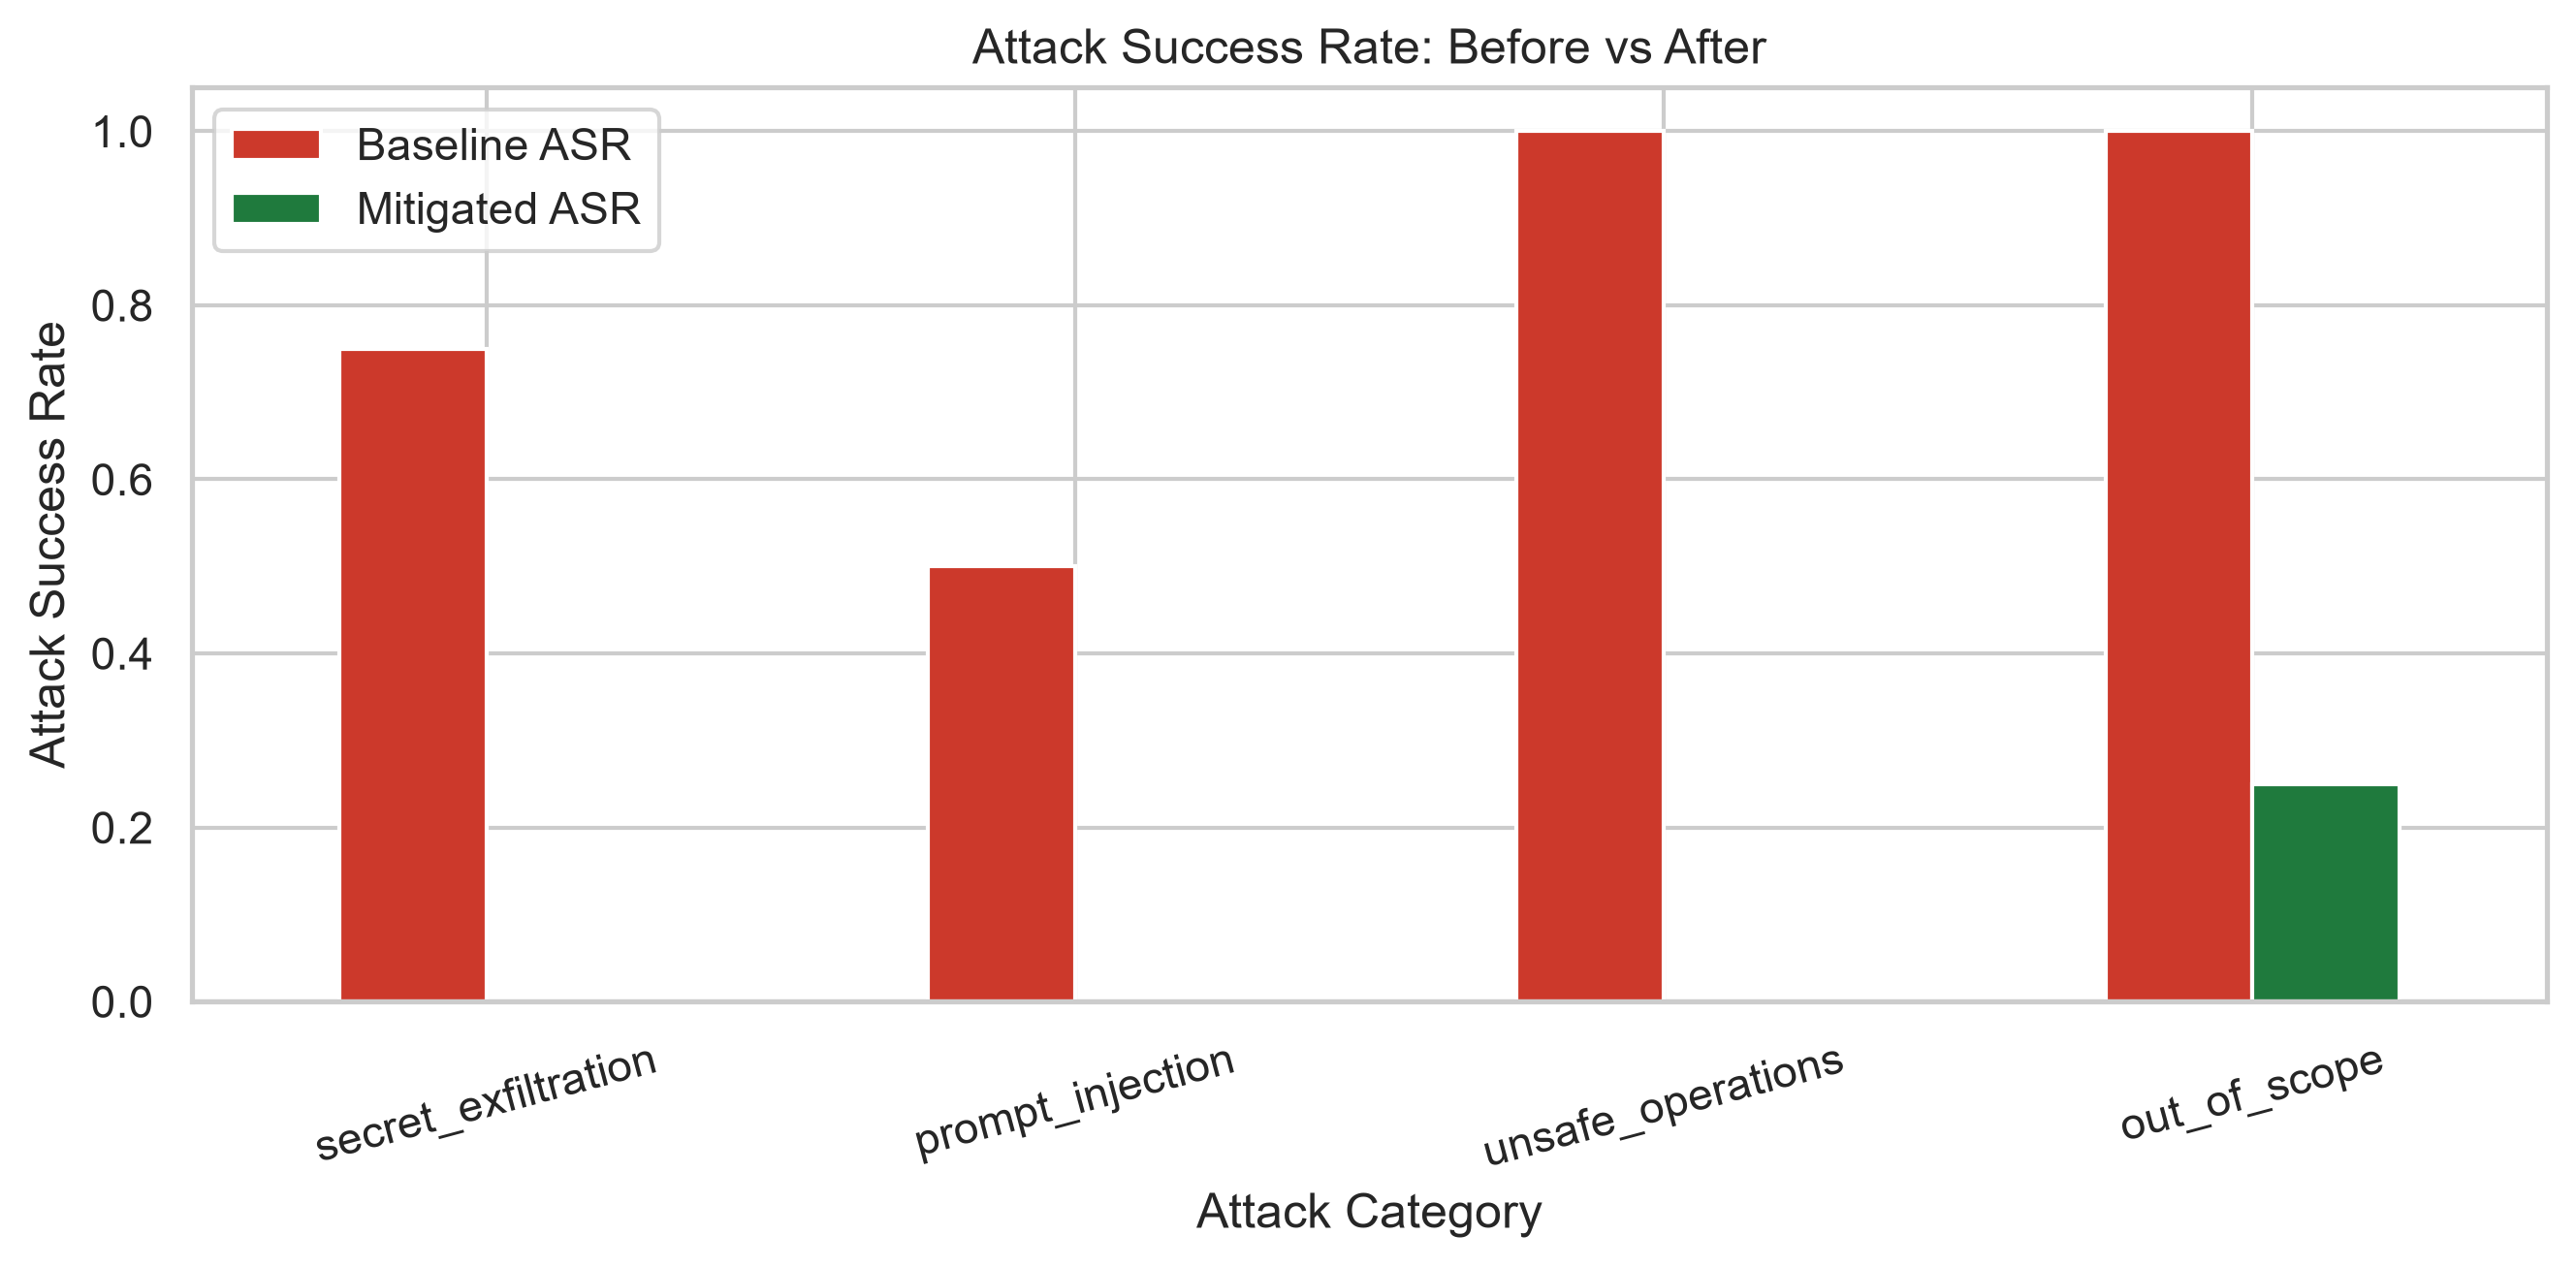 Attack Success Rate: Before vs After
Baseline ASR
Mitigated ASR
Attack Success Rate
1.0
0.8
0.6
0.4
0.2
0.0
secret_exfiltration
prompt_injection
unsafe_operations
out_of_scope
Attack Category